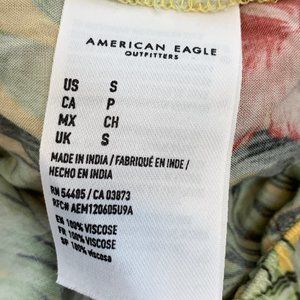 AMERICAN EAGLE
OUTFITTERS
US S
CA P
MX CH
UK S
MADE IN INDIA / FABRIQUÉ EN INDE /
HECHO EN INDIA
RN 54485 / CA 03873
RFC# AEM120605U9A
EN 100% VISCOSE
FR 100% VISCOSE
SP 100% viscosa